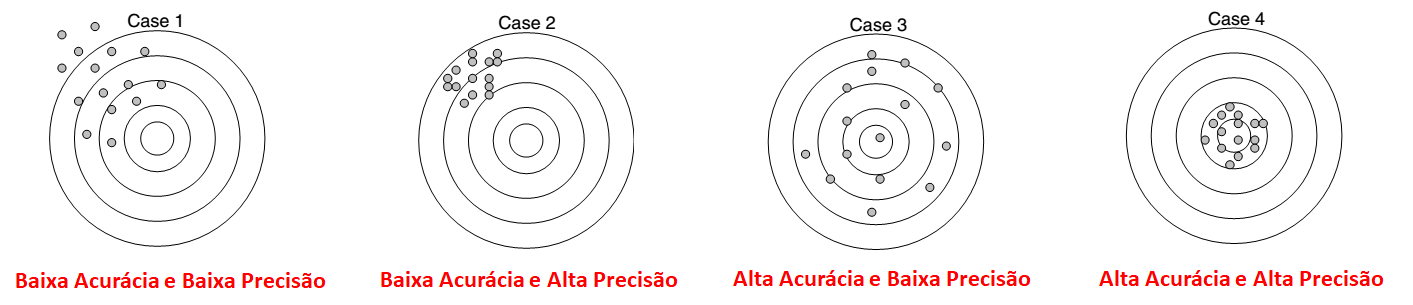 Case 1
Case 2
Case 3
Case 4
Baixa Acurácia e Baixa Precisão
Baixa Acurácia e Alta Precisão
Alta Acurácia e Baixa Precisão
Alta Acurácia e Alta Precisão